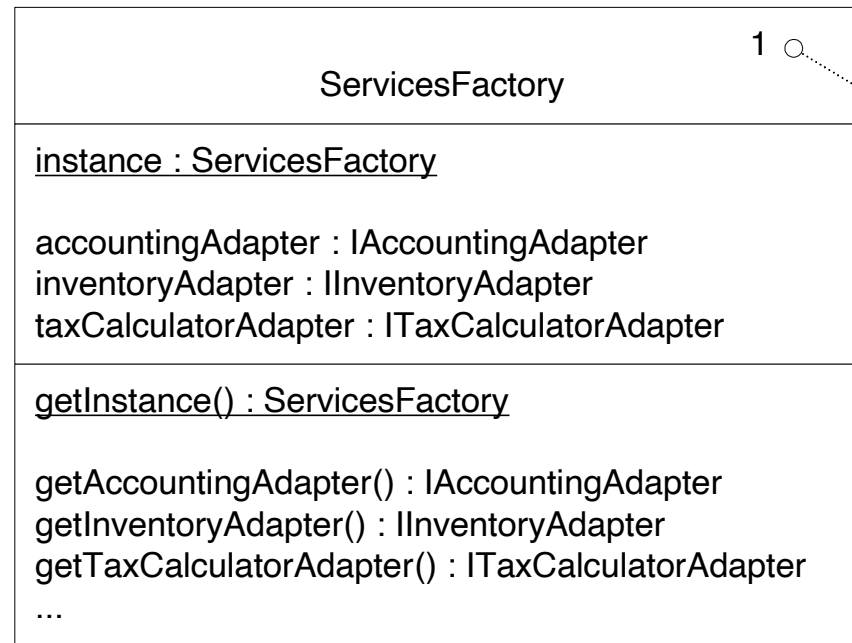 1
ServicesFactory
instance : ServicesFactory
accountingAdapter : IAccountingAdapter
inventoryAdapter : IInventoryAdapter
taxCalculatorAdapter : ITaxCalculatorAdapter
getInstance() : ServicesFactory
getAccountingAdapter() : IAccountingAdapter
getInventoryAdapter() : IInventoryAdapter
getTaxCalculatorAdapter() : ITaxCalculatorAdapter
...